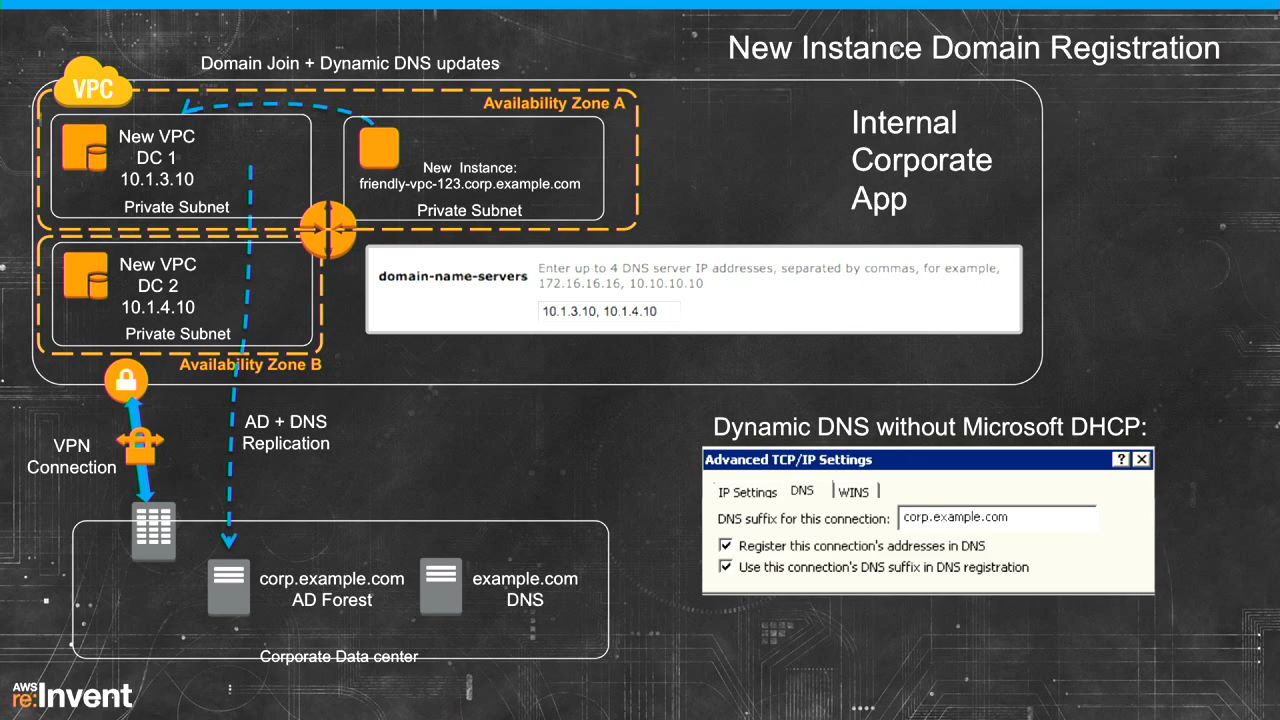 New Instance Domain Registration
Domain Join + Dynamic DNS updates
VPC
Availability Zone A
New VPC
DC 1
10.1.3.10
Private Subnet
New Instance:
friendly-vpc-123.corp.example.com
Private Subnet
Internal
Corporate
App
New VPC
DC 2
10.1.4.10
Private Subnet
Availability Zone B
domain-name-servers
Enter up to 4 DNS server IP addresses, separated by commas, for example,
172.16.16.16, 10.10.10.10
10.1.3.10, 10.1.4.10
VPN
Connection
AD + DNS
Replication
Dynamic DNS without Microsoft DHCP:
Advanced TCP/IP Settings
IP Settings DNS WINS
DNS suffix for this connection: corp.example.com
Register this connection's addresses in DNS
Use this connection's DNS suffix in DNS registration
corp.example.com
AD Forest
example.com
DNS
Corporate Data center
AWS
re:Invent